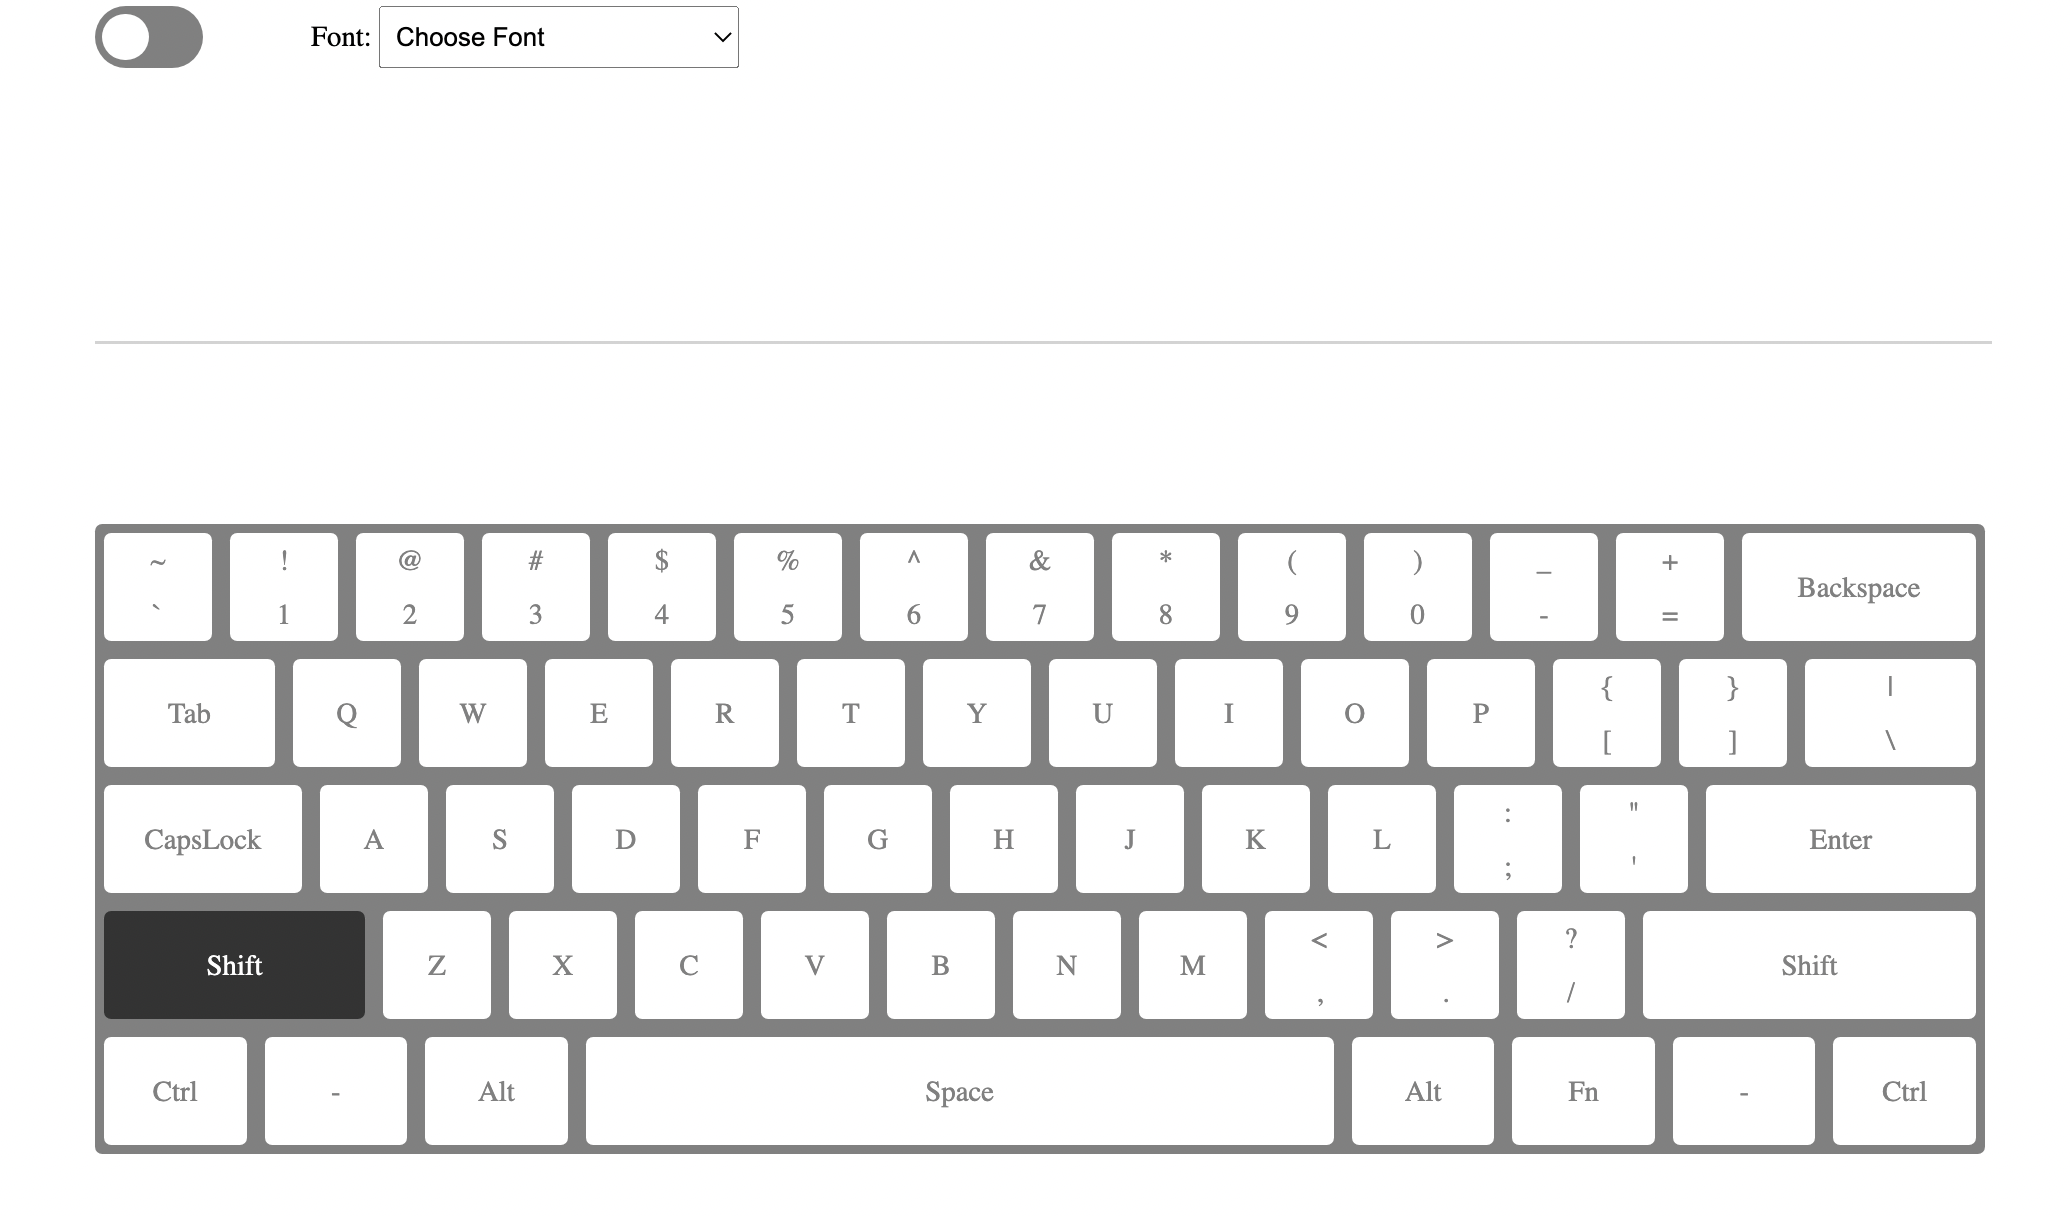 Font: Choose Font
~ ! @ # $ % ^ & * ( ) _ +
` 1 2 3 4 5 6 7 8 9 0 - = Backspace
{ } |
Tab Q W E R T Y U I O P [ ] \
: "
CapsLock A S D F G H J K L ; ' Enter
< > ?
Shift Z X C V B N M , . / Shift
Ctrl - Alt Space Alt Fn - Ctrl